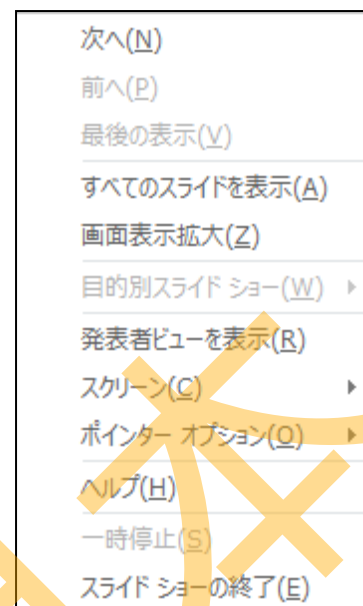 次へ(N)
前へ(P)
最後の表示(V)
すべてのスライドを表示(A)
画面表示拡大(Z)
目的別スライド ショー(W)
発表者ビューを表示(R)
スクリーン(C)
ポインター オプション(O)
ヘルプ(H)
一時停止(S)
スライド ショーの終了(E)